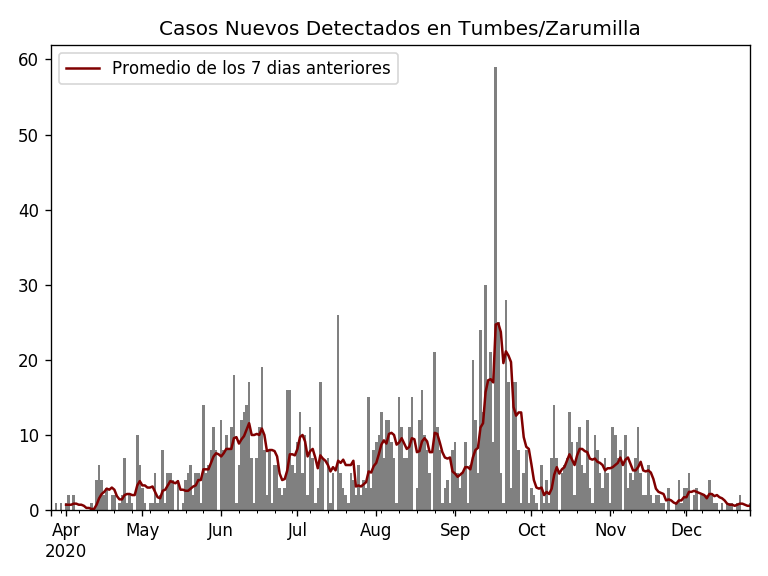 Casos Nuevos Detectados en Tumbes/Zarumilla
Promedio de los 7 dias anteriores
60
50
40
30
20
10
0
Apr May Jun Jul Aug Sep Oct Nov Dec
2020